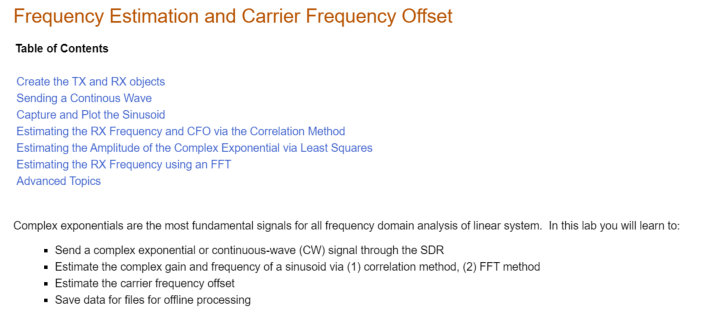 Frequency Estimation and Carrier Frequency Offset
Table of Contents
Create the TX and RX objects
Sending a Continous Wave
Capture and Plot the Sinusoid
Estimating the RX Frequency and CFO via the Correlation Method
Estimating the Amplitude of the Complex Exponential via Least Squares
Estimating the RX Frequency using an FFT
Advanced Topics
Complex exponentials are the most fundamental signals for all frequency domain analysis of linear system.  In this lab you will learn to:
▪ Send a complex exponential or continuous-wave (CW) signal through the SDR
▪ Estimate the complex gain and frequency of a sinusoid via (1) correlation method, (2) FFT method
▪ Estimate the carrier frequency offset
▪ Save data for files for offline processing